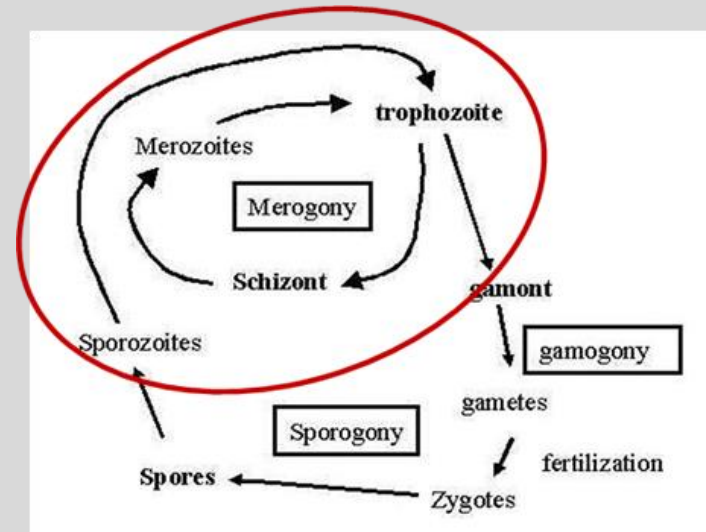 trophozoite
Merozoites
Merogony
Schizont
gamont
Sporozoites
gamogony
gametes
Sporogony
fertilization
Spores
Zygotes